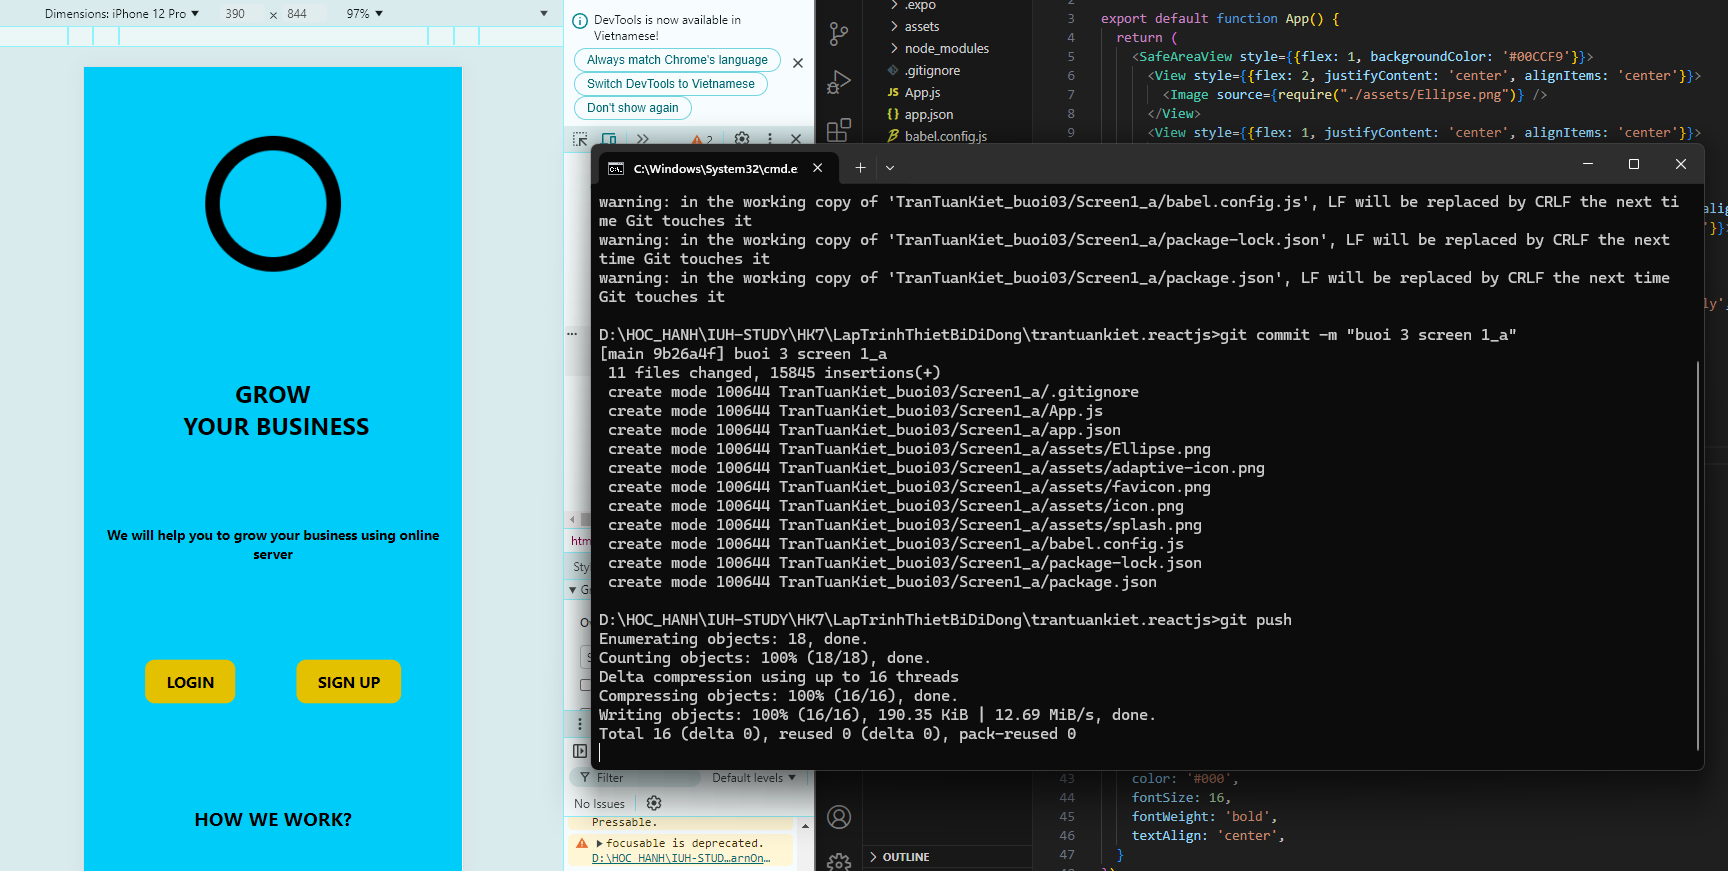 Dimensions: iPhone 12 Pro ▼ 390 × 844 97% ▼
GROW
YOUR BUSINESS
We will help you to grow your business using online
server
LOGIN SIGN UP
HOW WE WORK?
DevTools is now available in
Vietnamese!
Always match Chrome's language
Switch DevTools to Vietnamese
Don't show again
2
.expo
assets
node_modules
.gitignore
JS App.js
{} app.json
babel.config.js
3 export default function App() {
4 return (
5 <SafeAreaView style={{flex: 1, backgroundColor: '#00CCF9'}}>
6 <View style={{flex: 2, justifyContent: 'center', alignItems: 'center'}}>
7 <Image source={require("./assets/Ellipse.png")} />
8 </View>
9 <View style={{flex: 1, justifyContent: 'center', alignItems: 'center'}}>
C:\Windows\System32\cmd.e
warning: in the working copy of 'TranTuanKiet_buoi03/Screen1_a/babel.config.js', LF will be replaced by CRLF the next ti
me Git touches it
warning: in the working copy of 'TranTuanKiet_buoi03/Screen1_a/package-lock.json', LF will be replaced by CRLF the next
time Git touches it
warning: in the working copy of 'TranTuanKiet_buoi03/Screen1_a/package.json', LF will be replaced by CRLF the next time
Git touches it
D:\HOC_HANH\IUH-STUDY\HK7\LapTrinhThietBiDiDong\trantuankiet.reactjs>git commit -m "buoi 3 screen 1_a"
[main 9b26a4f] buoi 3 screen 1_a
11 files changed, 15845 insertions(+)
create mode 100644 TranTuanKiet_buoi03/Screen1_a/.gitignore
create mode 100644 TranTuanKiet_buoi03/Screen1_a/App.js
create mode 100644 TranTuanKiet_buoi03/Screen1_a/app.json
create mode 100644 TranTuanKiet_buoi03/Screen1_a/assets/Ellipse.png
create mode 100644 TranTuanKiet_buoi03/Screen1_a/assets/adaptive-icon.png
create mode 100644 TranTuanKiet_buoi03/Screen1_a/assets/favicon.png
create mode 100644 TranTuanKiet_buoi03/Screen1_a/assets/icon.png
create mode 100644 TranTuanKiet_buoi03/Screen1_a/assets/splash.png
create mode 100644 TranTuanKiet_buoi03/Screen1_a/babel.config.js
create mode 100644 TranTuanKiet_buoi03/Screen1_a/package-lock.json
create mode 100644 TranTuanKiet_buoi03/Screen1_a/package.json
D:\HOC_HANH\IUH-STUDY\HK7\LapTrinhThietBiDiDong\trantuankiet.reactjs>git push
Enumerating objects: 18, done.
Counting objects: 100% (18/18), done.
Delta compression using up to 16 threads
Compressing objects: 100% (16/16), done.
Writing objects: 100% (16/16), 190.35 KiB | 12.69 MiB/s, done.
Total 16 (delta 0), reused 0 (delta 0), pack-reused 0
Filter Default levels ▼
No Issues
Pressable.
focusable is deprecated.
D:\HOC_HANH\IUH-STUD…arnOn…
43 color: '#000',
44 fontSize: 16,
45 fontWeight: 'bold',
46 textAlign: 'center',
47 }
OUTLINE